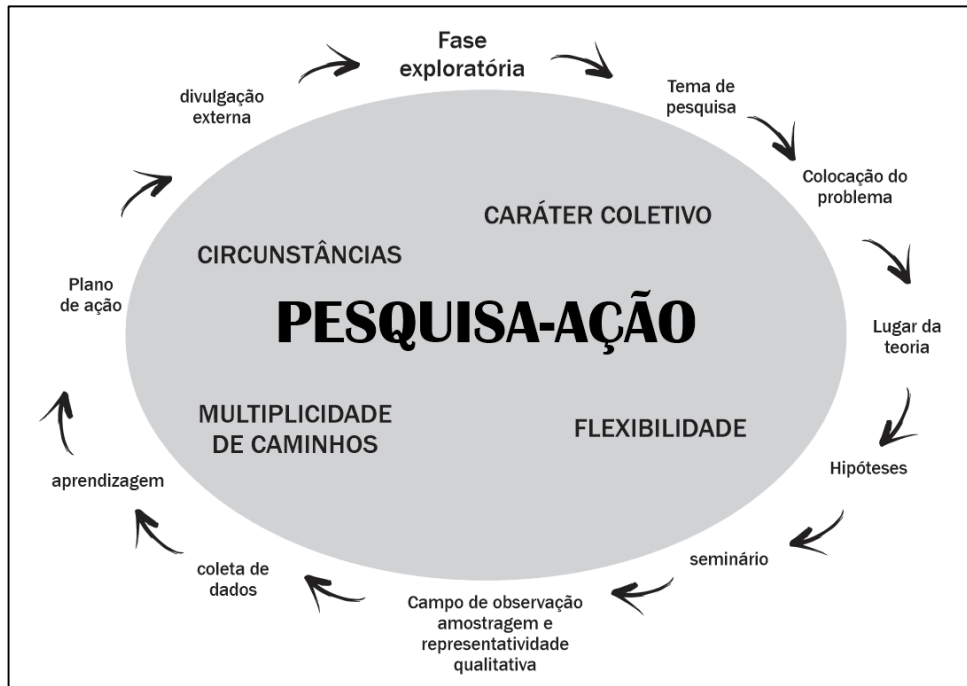 Fase
exploratória
Tema de
pesquisa
Colocação do
problema
Lugar da
teoria
Hipóteses
seminário
Campo de observação
amostragem e
representatividade
qualitativa
coleta de
dados
aprendizagem
Plano
de ação
divulgação
externa
CARÁTER COLETIVO
CIRCUNSTÂNCIAS
PESQUISA-AÇÃO
MULTIPLICIDADE
DE CAMINHOS
FLEXIBILIDADE